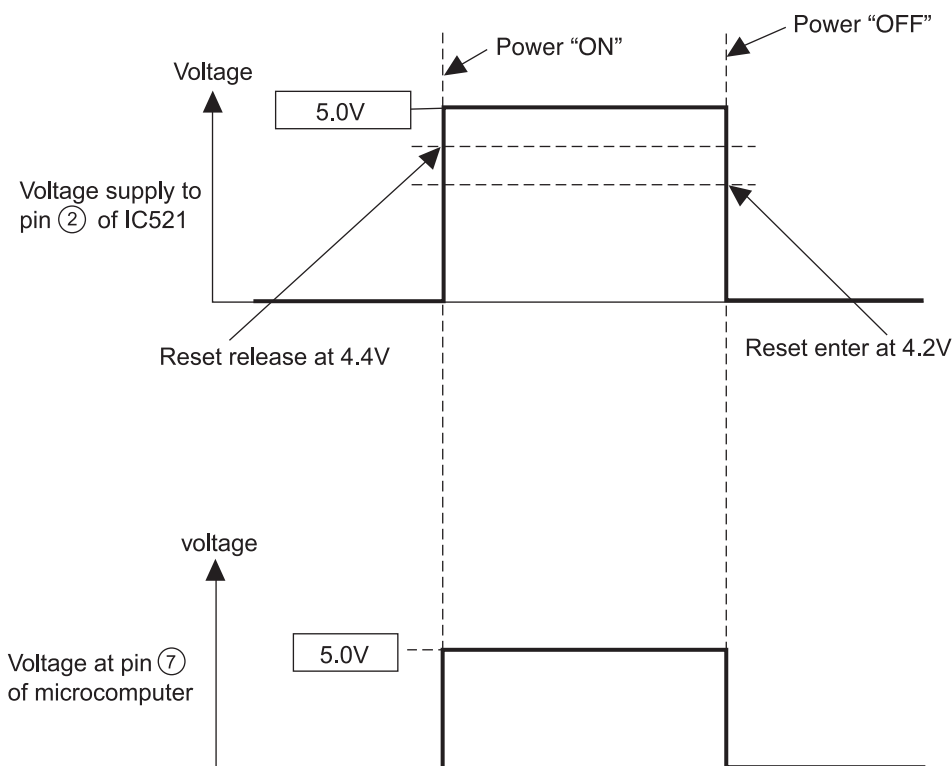 Power “ON”
Power “OFF”
Voltage
5.0V
Voltage supply to
pin ② of IC521
Reset release at 4.4V
Reset enter at 4.2V
voltage
5.0V
Voltage at pin ⑦
of microcomputer